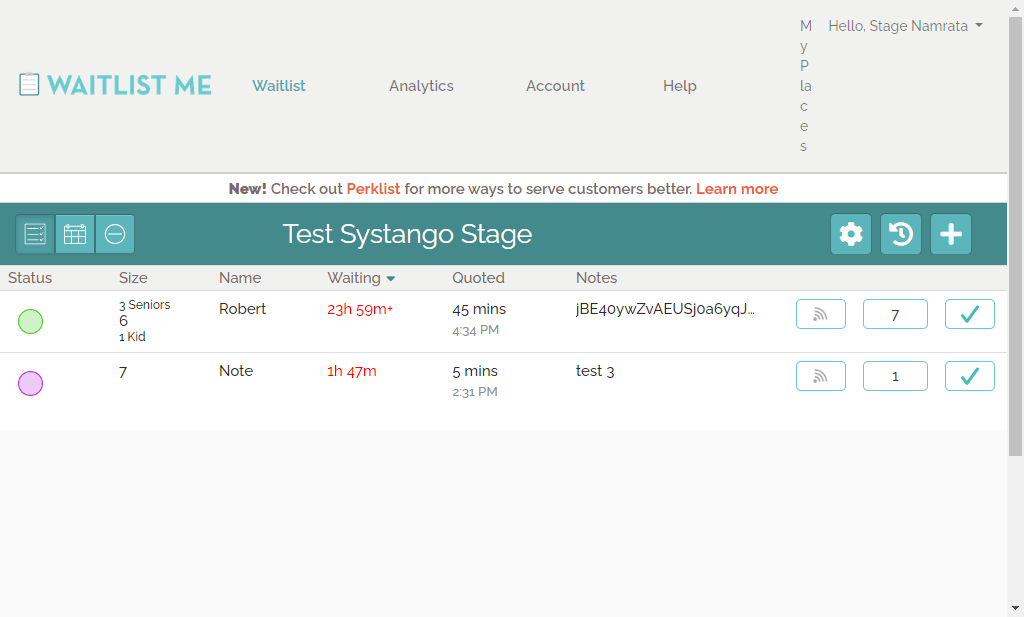 My Places
Hello, Stage Namrata
WAITLIST ME
Waitlist
Analytics
Account
Help
New! Check out Perklist for more ways to serve customers better. Learn more
Test Systango Stage
Status Size Name Waiting Quoted Notes
3 Seniors
6
1 Kid
Robert
23h 59m+
45 mins
4:34 PM
jBE40ywZvAEUSj0a6yqJ...
7
7
Note
1h 47m
5 mins
2:31 PM
test 3
1